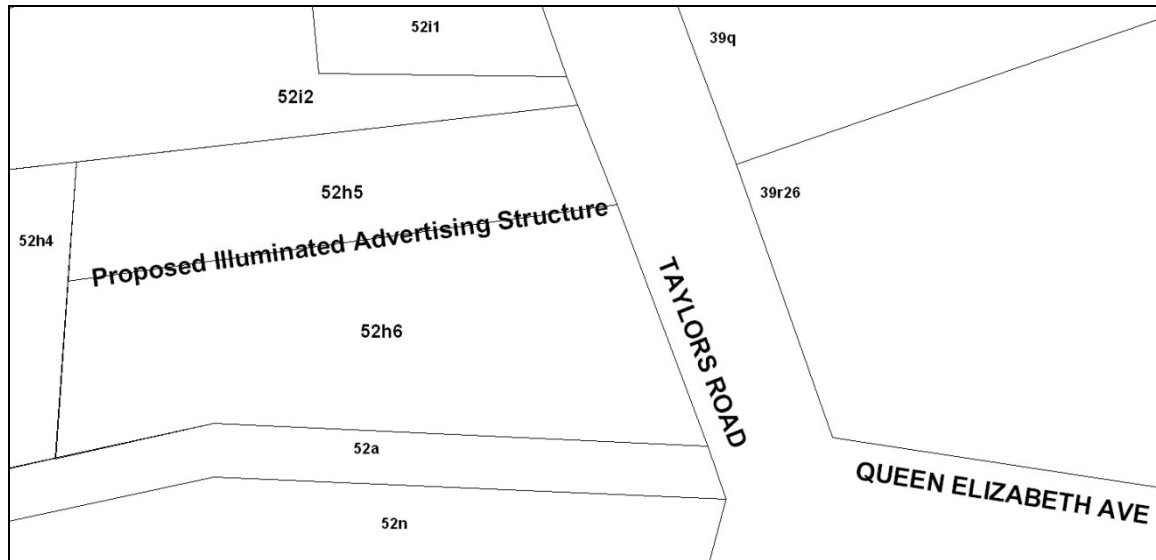 52i1
39q
52i2
52h5
39r26
52h4
Proposed Illuminated Advertising Structure
52h6
TAYLORS ROAD
52a
QUEEN ELIZABETH AVE
52n